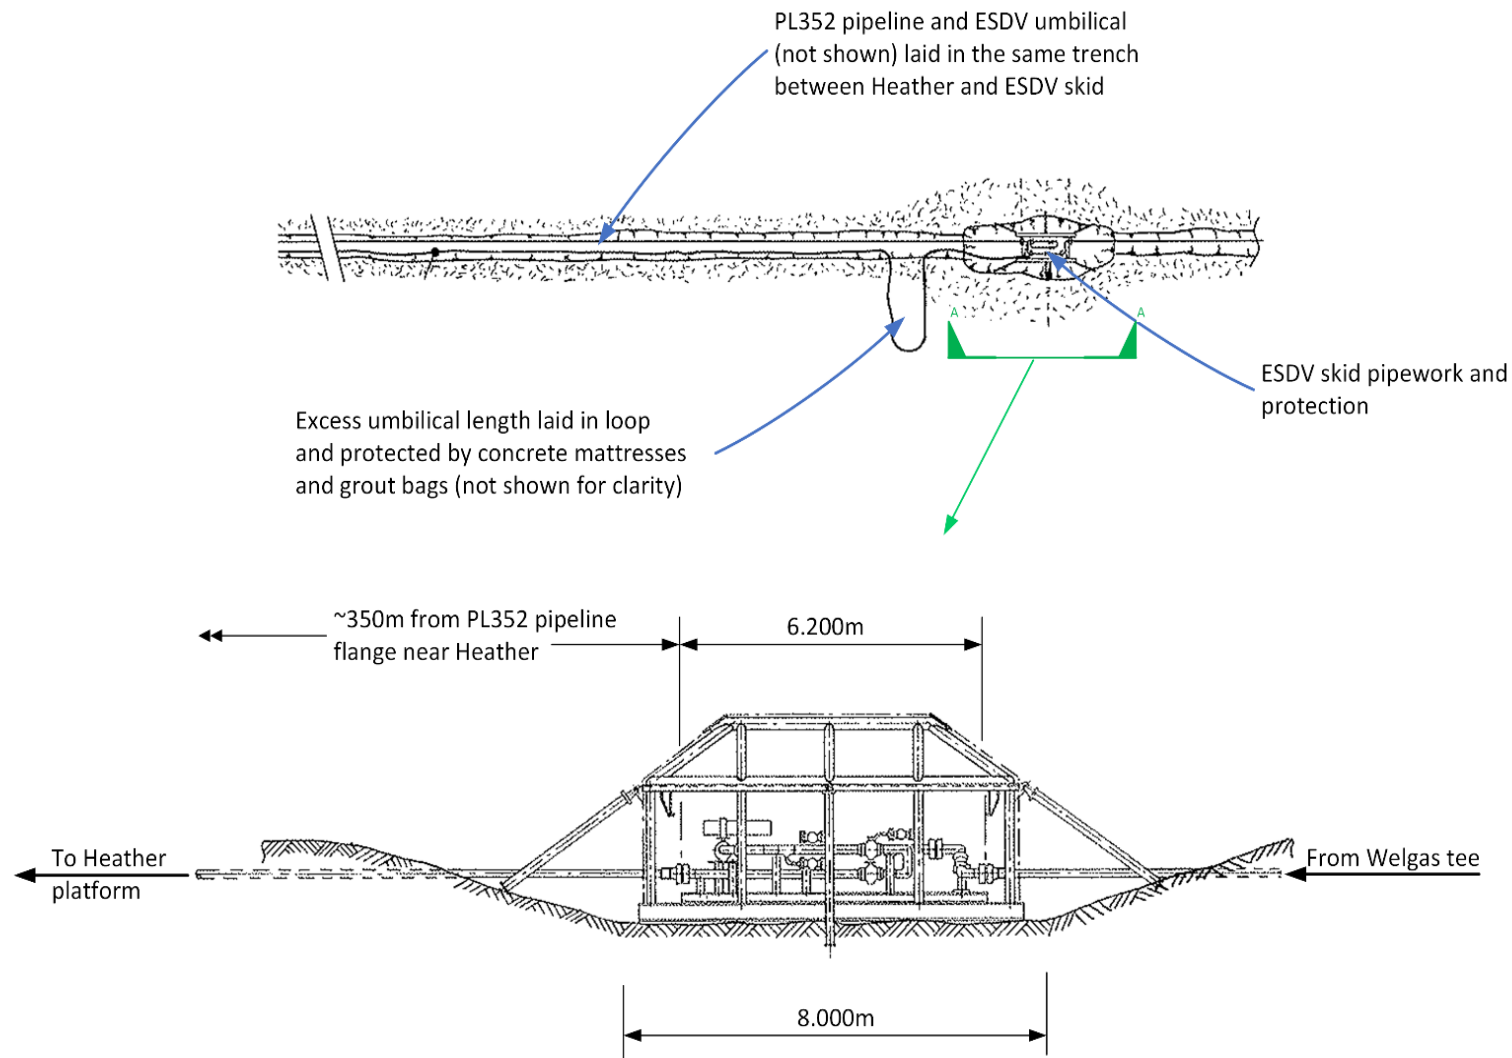 PL352 pipeline and ESDV umbilical
(not shown) laid in the same trench
between Heather and ESDV skid
A A
ESDV skid pipework and
protection
Excess umbilical length laid in loop
and protected by concrete mattresses
and grout bags (not shown for clarity)
~350m from PL352 pipeline
flange near Heather
6.200m
To Heather
platform
From Welgas tee
8.000m